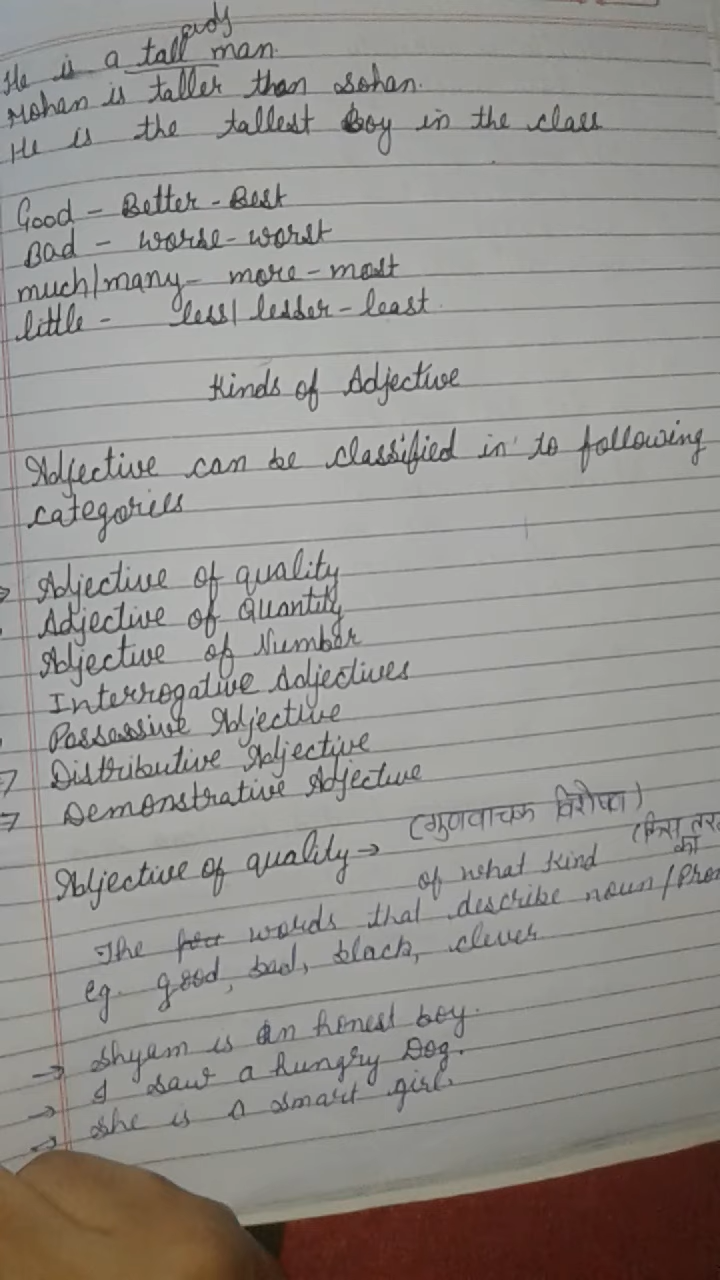 adj
He is a tall man.
Mohan is taller than Sohan.
He is the tallest boy in the class
Good - Better - Best
Bad - worse - worst
much/many - more - most
little - less/lesser - least.
Kinds of Adjective
Adjective can be classified in to following
categories
Adjective of quality
Adjective of Quantity
Adjective of Number
Interrogative Adjectives
Possessive Adjective
Distributive Adjective
Demonstrative Adjective
Adjective of quality → (गुणवाचक विशेषण)
of what kind (किस तरह
का
The words that describe noun/Pro
eg. good, bad, black, clever
→ Shyam is an honest boy.
→ I saw a hungry Dog.
→ She is a smart girl.